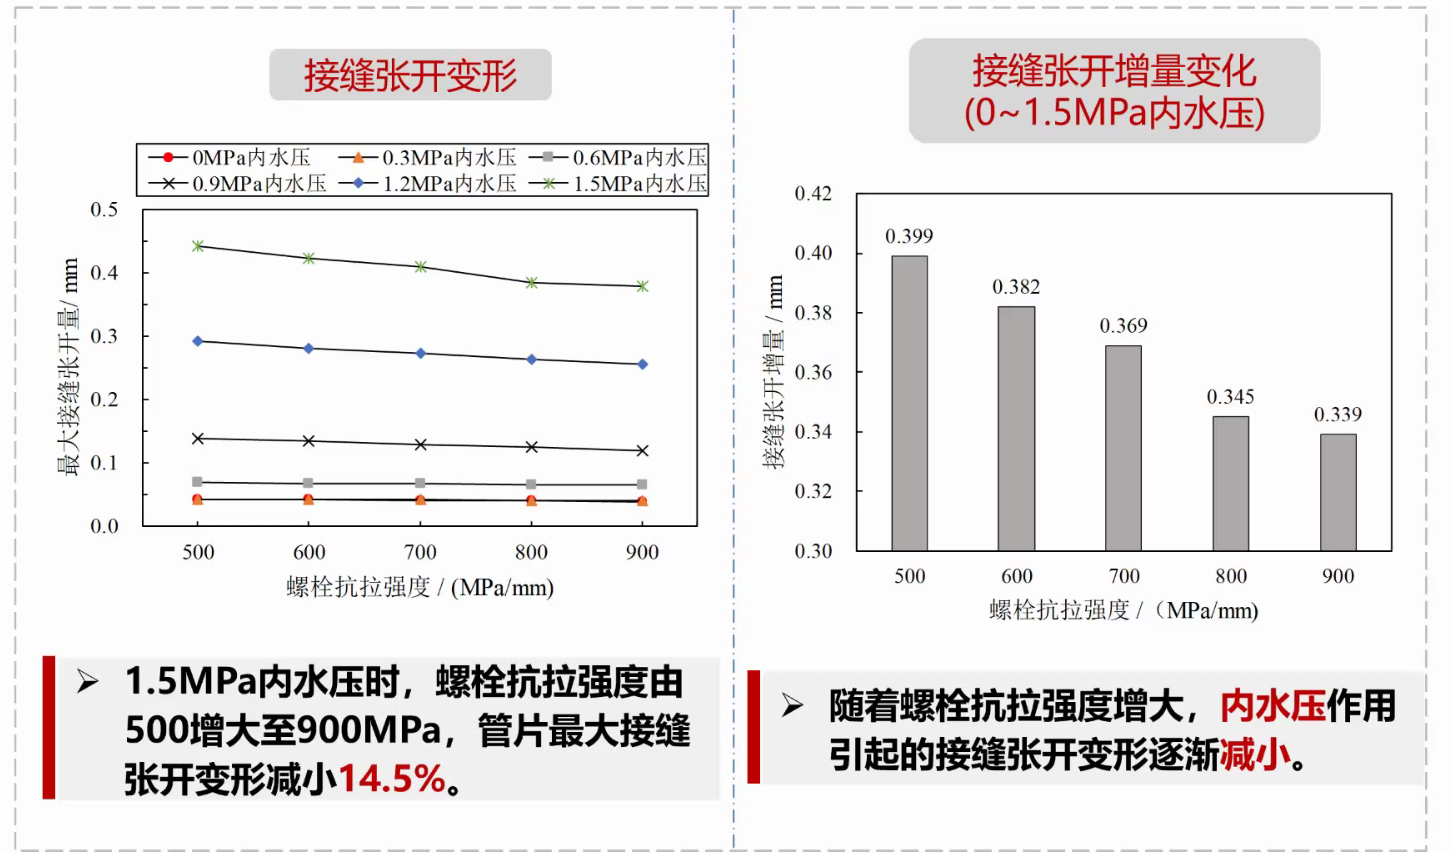 接缝张开变形
0MPa内水压 0.3MPa内水压 0.6MPa内水压
0.9MPa内水压 1.2MPa内水压 1.5MPa内水压
最大接缝张开量/ mm
0.5
0.4
0.3
0.2
0.1
0.0
500 600 700 800 900
螺栓抗拉强度 / (MPa/mm)
➢ 1.5MPa内水压时，螺栓抗拉强度由
500增大至900MPa，管片最大接缝
张开变形减小14.5%。
接缝张开增量变化
(0~1.5MPa内水压)
接缝张开增量 / mm
0.42
0.40
0.38
0.36
0.34
0.32
0.30
0.399
0.382
0.369
0.345
0.339
500 600 700 800 900
螺栓抗拉强度 /（MPa/mm)
➢ 随着螺栓抗拉强度增大，内水压作用
引起的接缝张开变形逐渐减小。